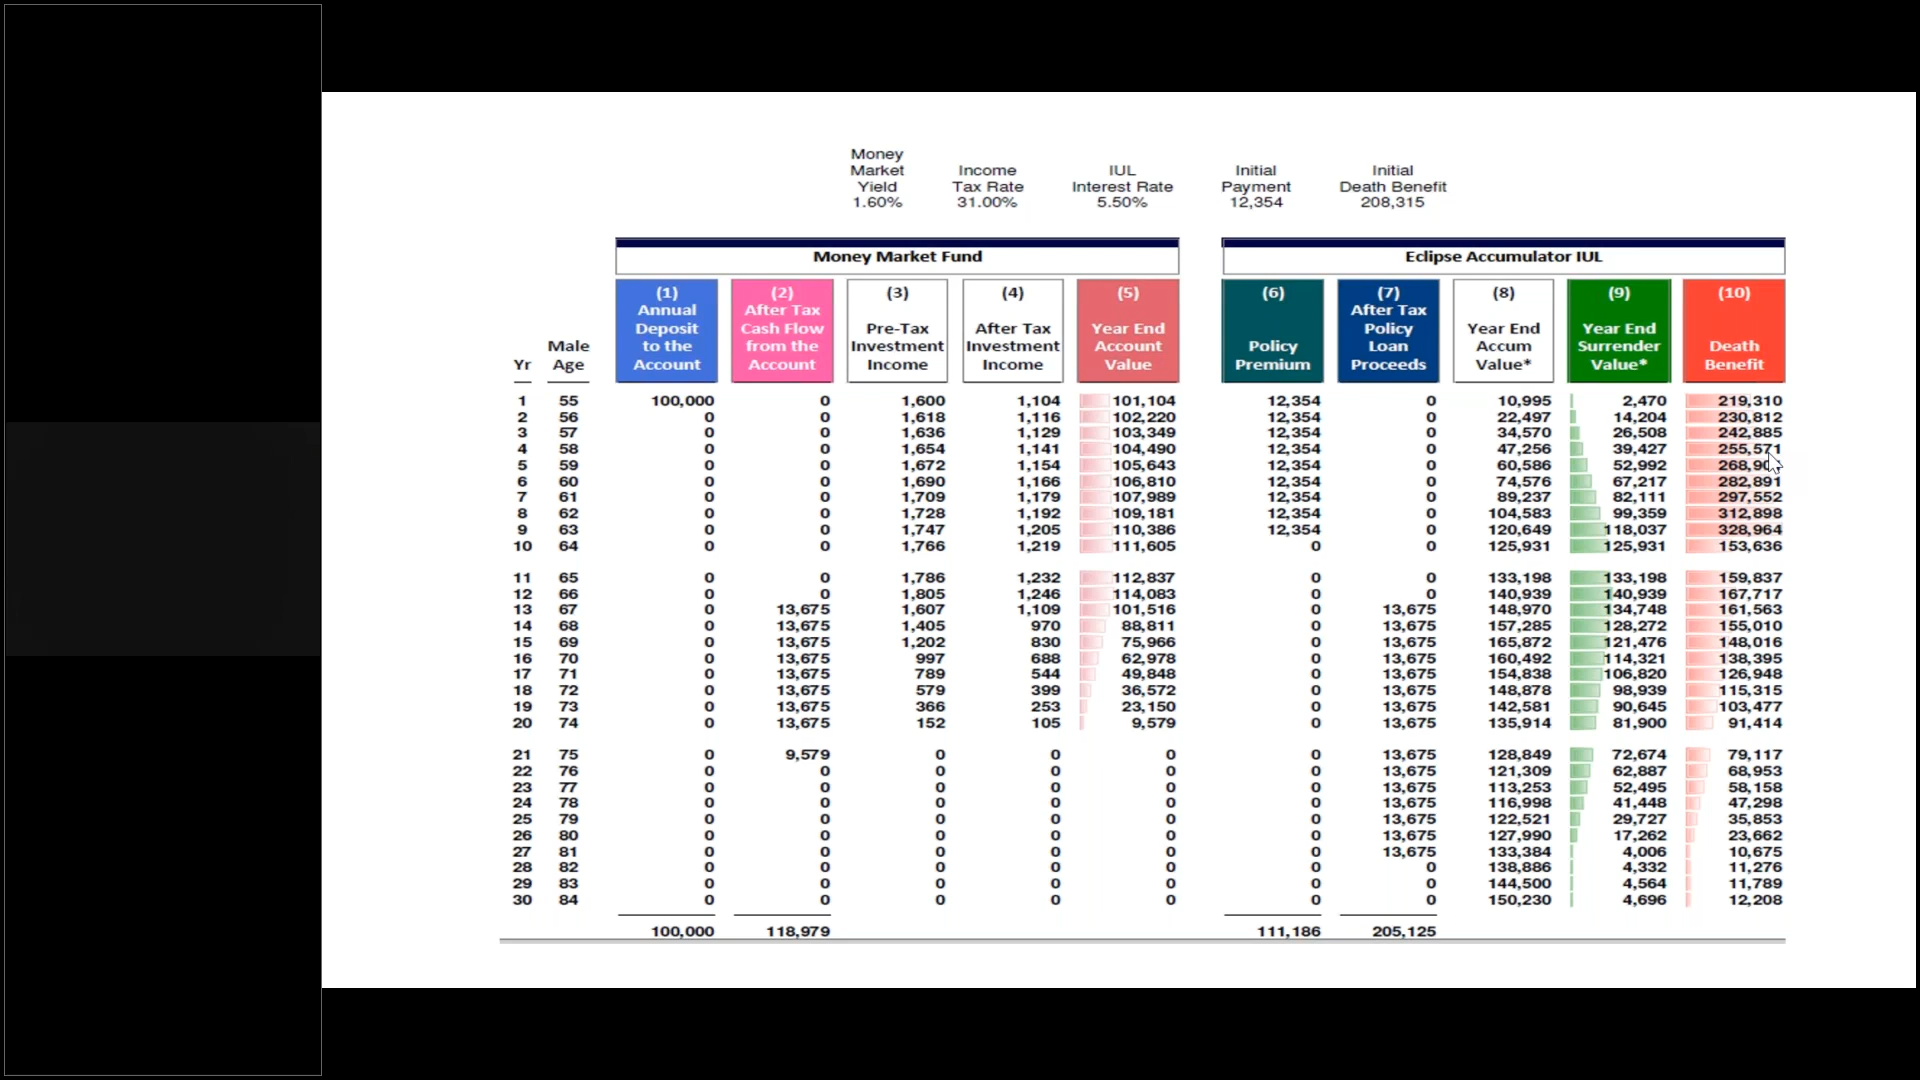 Money Market Yield 1.60%
Income Tax Rate 31.00%
IUL Interest Rate 5.50%
Initial Payment 12,354
Initial Death Benefit 208,315
Money Market Fund
Eclipse Accumulator IUL
Yr
Male Age
(1) Annual Deposit to the Account
(2) After Tax Cash Flow from the Account
(3) Pre-Tax Investment Income
(4) After Tax Investment Income
(5) Year End Account Value
(6) Policy Premium
(7) After Tax Policy Loan Proceeds
(8) Year End Accum Value*
(9) Year End Surrender Value*
(10) Death Benefit
1 55 100,000 0 1,600 1,104 101,104 12,354 0 10,995 2,470 219,310
2 56 0 0 1,618 1,116 102,220 12,354 0 22,497 14,204 230,812
3 57 0 0 1,636 1,129 103,349 12,354 0 34,570 26,508 242,885
4 58 0 0 1,654 1,141 104,490 12,354 0 47,256 39,427 255,571
5 59 0 0 1,672 1,154 105,643 12,354 0 60,586 52,992
6 60 0 0 1,690 1,166 106,810 12,354 0 74,576 67,217 282,891
7 61 0 0 1,709 1,179 107,989 12,354 0 89,237 82,111 297,552
8 62 0 0 1,728 1,192 109,181 12,354 0 104,583 99,359 312,898
9 63 0 0 1,747 1,205 110,386 12,354 0 120,649 118,037 328,964
10 64 0 0 1,766 1,219 111,605 0 0 125,931 125,931 153,636
11 65 0 0 1,786 1,232 112,837 0 0 133,198 133,198 159,837
12 66 0 0 1,805 1,246 114,083 0 0 140,939 140,939 167,717
13 67 0 13,675 1,607 1,109 101,516 0 13,675 148,970 134,748 161,563
14 68 0 13,675 1,405 970 88,811 0 13,675 157,285 128,272 155,010
15 69 0 13,675 1,202 830 75,966 0 13,675 165,872 121,476 148,016
16 70 0 13,675 997 688 62,978 0 13,675 160,492 114,321 138,395
17 71 0 13,675 789 544 49,848 0 13,675 154,838 106,820 126,948
18 72 0 13,675 579 399 36,572 0 13,675 148,878 98,939 115,315
19 73 0 13,675 366 253 23,150 0 13,675 142,581 90,645 103,477
20 74 0 13,675 152 105 9,579 0 13,675 135,914 81,900 91,414
21 75 0 9,579 0 0 0 0 13,675 128,849 72,674 79,117
22 76 0 0 0 0 0 0 13,675 121,309 62,887 68,953
23 77 0 0 0 0 0 0 13,675 113,253 52,495 58,158
24 78 0 0 0 0 0 0 13,675 116,998 41,448 47,298
25 79 0 0 0 0 0 0 13,675 122,521 29,727 35,853
26 80 0 0 0 0 0 0 13,675 127,990 17,262 23,662
27 81 0 0 0 0 0 0 13,675 133,384 4,006 10,675
28 82 0 0 0 0 0 0 0 138,886 4,332 11,276
29 83 0 0 0 0 0 0 0 144,500 4,564 11,789
30 84 0 0 0 0 0 0 0 150,230 4,696 12,208
100,000 118,979 111,186 205,125